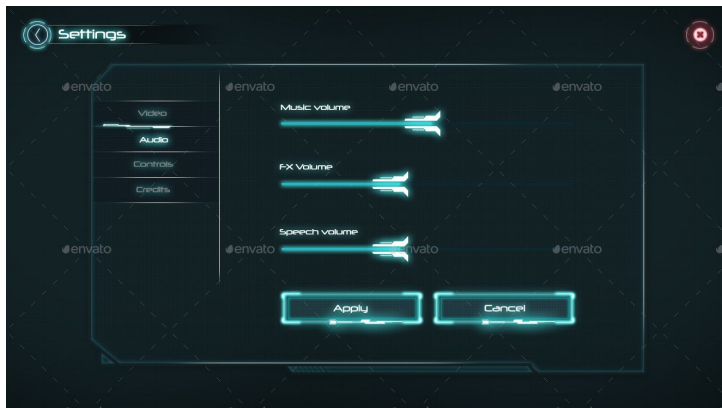 Settings
envato envato envato envato
Video
Audio
Controls
Credits
Music volume
FX Volume
Speech volume
envato envato envato envato
Apply
Cancel